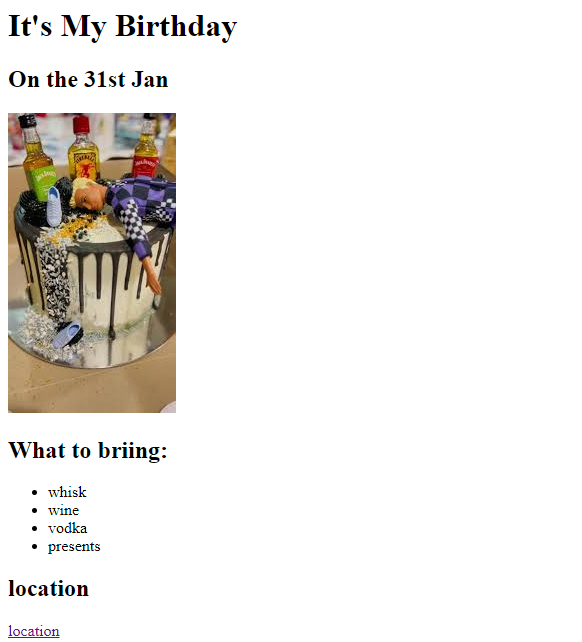 It's My Birthday
On the 31st Jan
What to briing:
whisk
wine
vodka
presents
location
location